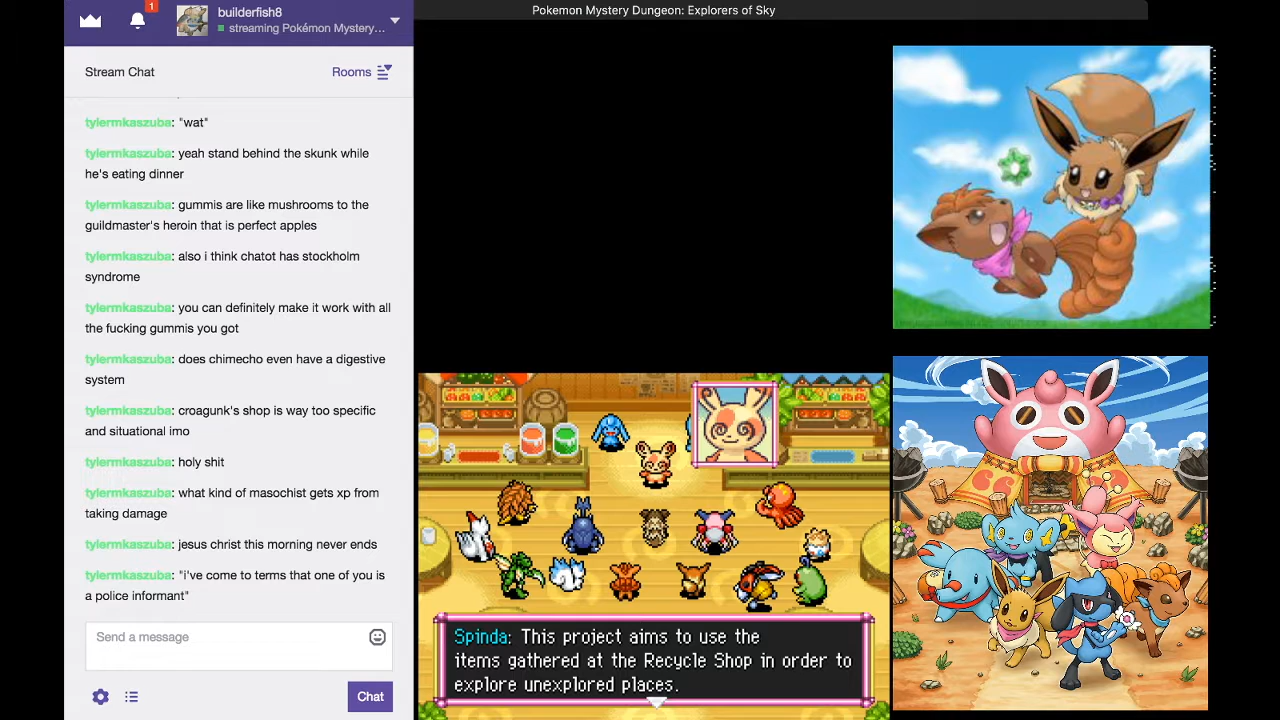 Pokemon Mystery Dungeon: Explorers of Sky
1
builderfish8
streaming Pokémon Mystery…
Stream Chat
Rooms
tylermkaszuba: "wat"
tylermkaszuba: yeah stand behind the skunk while
he's eating dinner
tylermkaszuba: gummis are like mushrooms to the
guildmaster's heroin that is perfect apples
tylermkaszuba: also i think chatot has stockholm
syndrome
tylermkaszuba: you can definitely make it work with all
the fucking gummis you got
tylermkaszuba: does chimecho even have a digestive
system
tylermkaszuba: croagunk's shop is way too specific
and situational imo
tylermkaszuba: holy shit
tylermkaszuba: what kind of masochist gets xp from
taking damage
tylermkaszuba: jesus christ this morning never ends
tylermkaszuba: "i've come to terms that one of you is
a police informant"
Send a message
Chat
Spinda: This project aims to use the
items gathered at the Recycle Shop in order to
explore unexplored places.